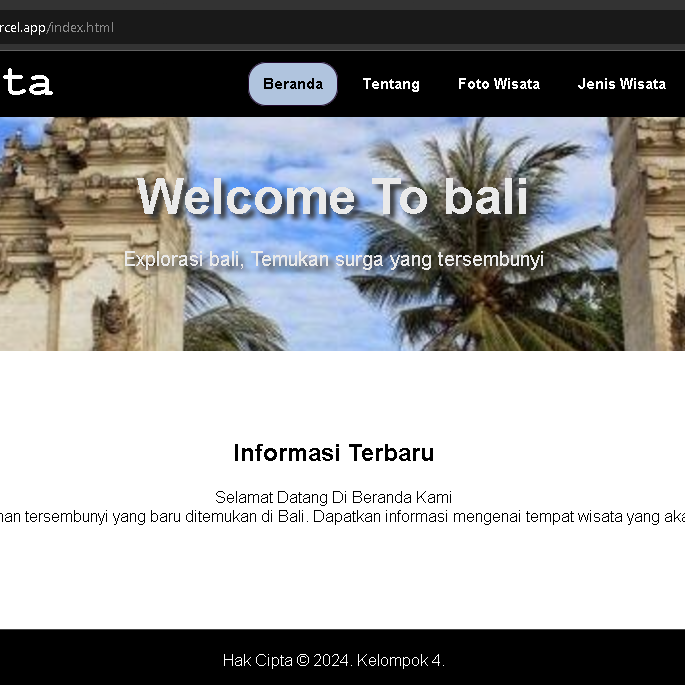 rcel.app/index.html
ta
Beranda Tentang Foto Wisata Jenis Wisata
Welcome To bali
Explorasi bali, Temukan surga yang tersembunyi
Informasi Terbaru
Selamat Datang Di Beranda Kami
nan tersembunyi yang baru ditemukan di Bali. Dapatkan informasi mengenai tempat wisata yang aka
Hak Cipta © 2024. Kelompok 4.